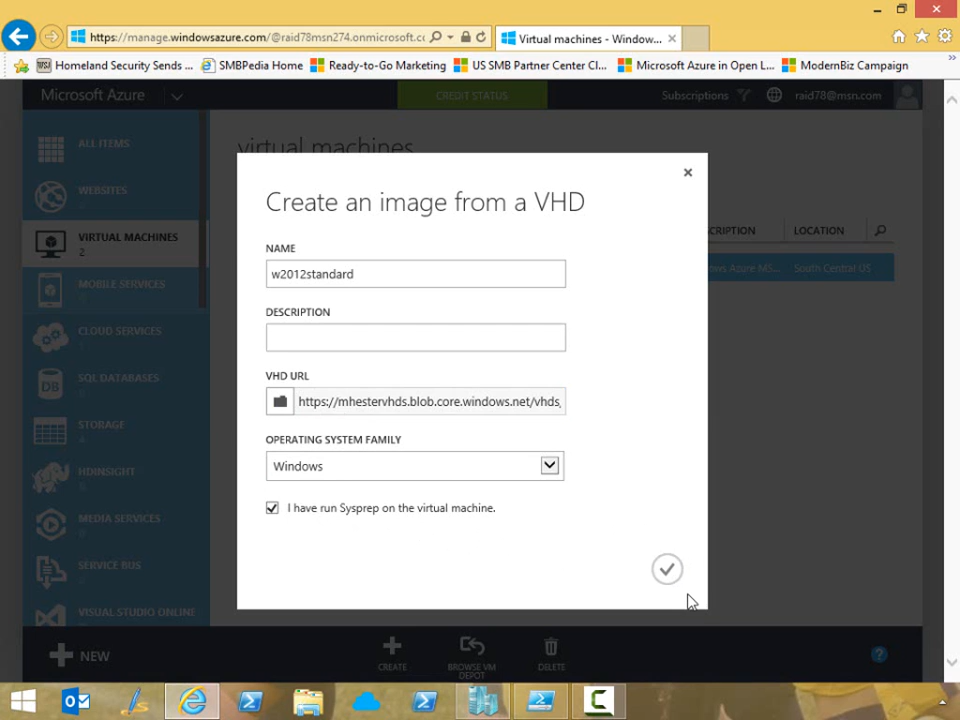 https://manage.windowsazure.com/@raid78msn274.onmicrosoft.cc
Virtual machines - Window...
Homeland Security Sends ...
SMBPedia Home
Ready-to-Go Marketing
US SMB Partner Center Cl...
Microsoft Azure in Open L...
ModernBiz Campaign
Microsoft Azure
CREDIT STATUS
Subscriptions
raid78@msn.com
ALL ITEMS
WEBSITES
VIRTUAL MACHINES
2
MOBILE SERVICES
CLOUD SERVICES
SQL DATABASES
DB
STORAGE
HDINSIGHT
MEDIA SERVICES
SERVICE BUS
VISUAL STUDIO ONLINE
virtual machines
LOCATION
South Central US
Create an image from a VHD
NAME
w2012standard
DESCRIPTION
VHD URL
https://mhestervhds.blob.core.windows.net/vhds,
OPERATING SYSTEM FAMILY
Windows
I have run Sysprep on the virtual machine.
NEW
CREATE
BROWSE VM
DEPOT
DELETE
?